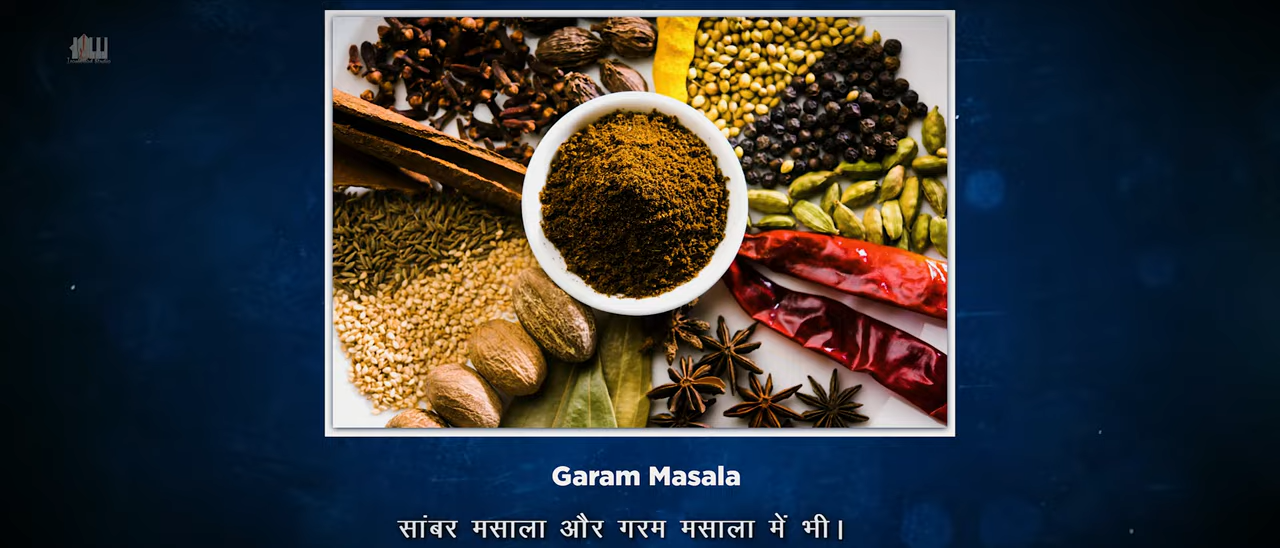 Garam Masala
सांबर मसाला और गरम मसाला में भी।